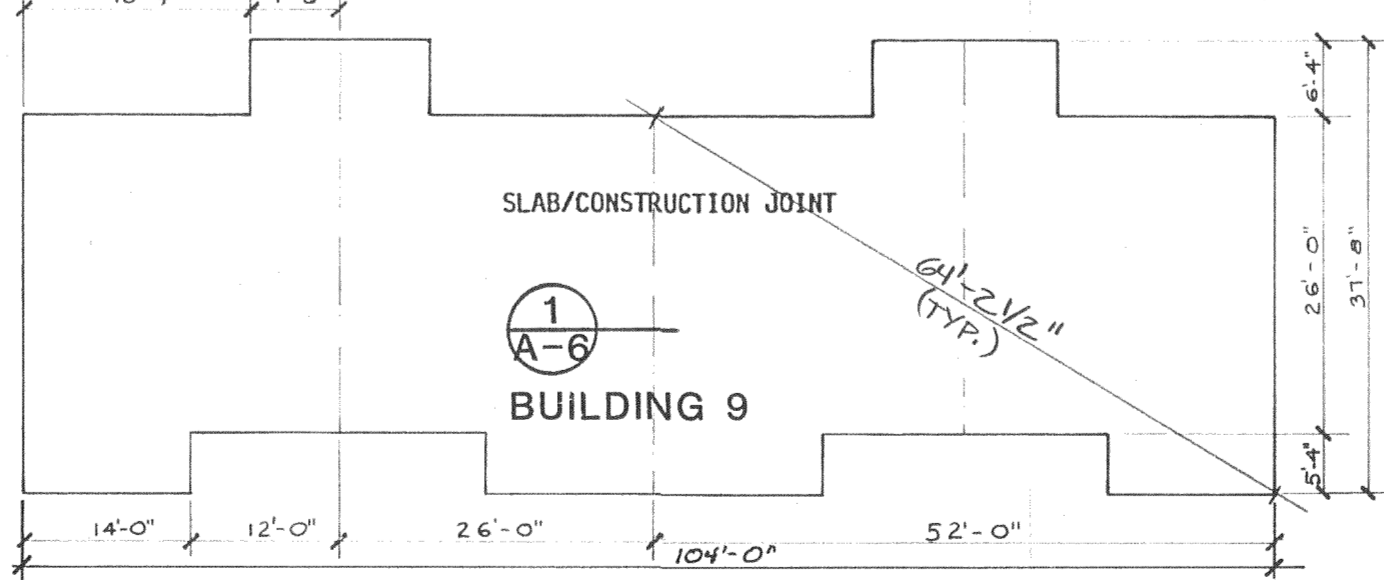 6'-4"
SLAB/CONSTRUCTION JOINT
64'-2 1/2"
(TYP.)
26'-0"
37'-8"
1
A-6
BUILDING 9
5'-4"
14'-0"
12'-0"
26'-0"
52'-0"
104'-0"